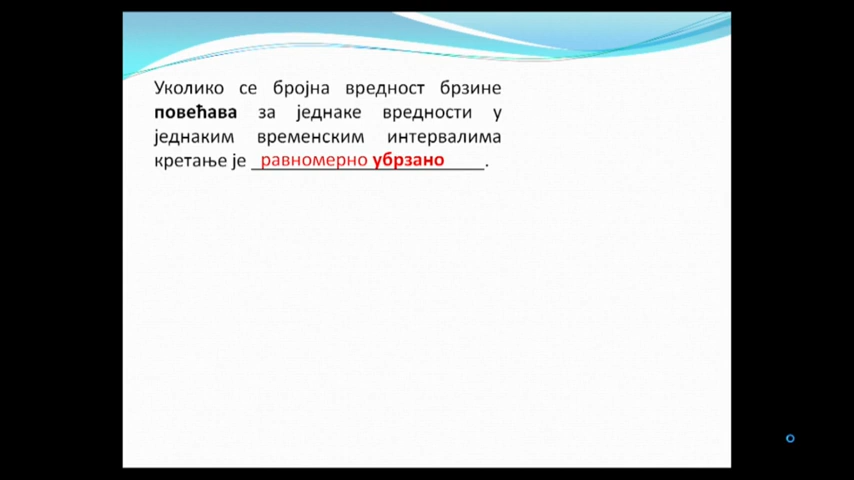 Уколико се бројна вредност брзине
повећава за једнаке вредности у
једнаким временским интервалима
кретање је равномерно убрзано.